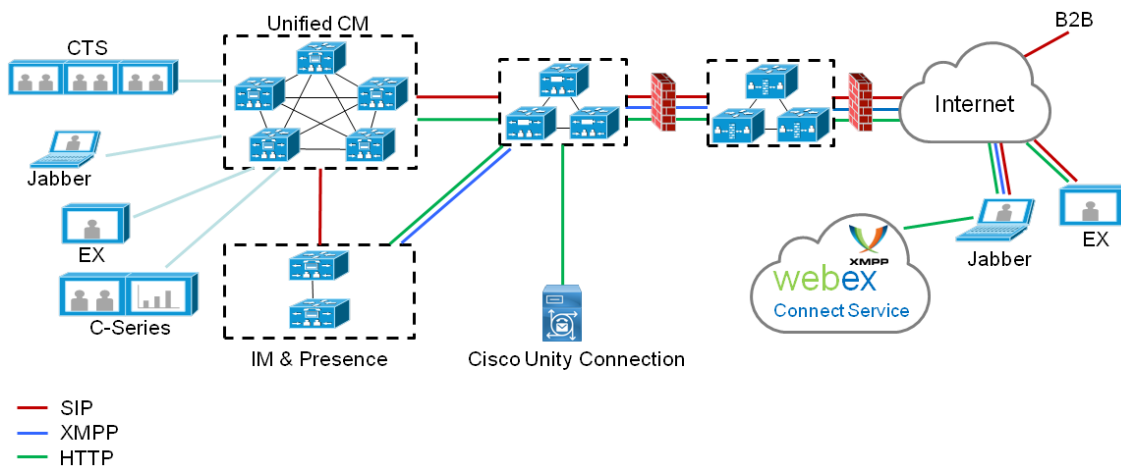 Unified CM
CTS
B2B
Internet
Jabber
EX
C-Series
IM & Presence
Cisco Unity Connection
XMPP
webex
Connect Service
Jabber
EX
SIP
XMPP
HTTP